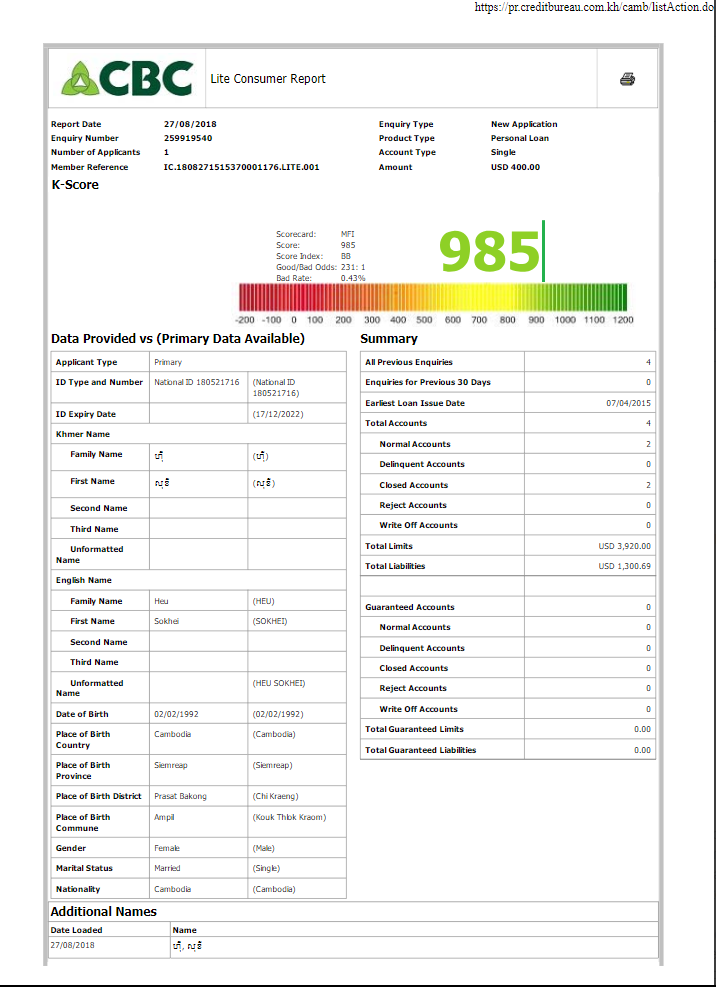 https://pr.creditbureau.com.kh/camb/listAction.do
CBC Lite Consumer Report
Report Date 27/08/2018 Enquiry Type New Application
Enquiry Number 259919540 Product Type Personal Loan
Number of Applicants 1 Account Type Single
Member Reference IC.1808271515370001176.LITE.001 Amount USD 400.00
K-Score
Scorecard: MFI
Score: 985
Score Index: BB
Good/Bad Odds: 231: 1
Bad Rate: 0.43%
985
-200 -100 0 100 200 300 400 500 600 700 800 900 1000 1100 1200
Data Provided vs (Primary Data Available)
Applicant Type Primary
ID Type and Number National ID 180521716 (National ID
180521716)
ID Expiry Date (17/12/2022)
Khmer Name
Family Name ហ៊ឺ (ហ៊ឺ)
First Name សុខី (សុខី)
Second Name
Third Name
Unformatted
Name
English Name
Family Name Heu (HEU)
First Name Sokhei (SOKHEI)
Second Name
Third Name
Unformatted
Name (HEU SOKHEI)
Date of Birth 02/02/1992 (02/02/1992)
Place of Birth
Country Cambodia (Cambodia)
Place of Birth
Province Siemreap (Siemreap)
Place of Birth District Prasat Bakong (Chi Kraeng)
Place of Birth
Commune Ampil (Kouk Thlok Kraom)
Gender Female (Male)
Marital Status Married (Single)
Nationality Cambodia (Cambodia)
Summary
All Previous Enquiries 4
Enquiries for Previous 30 Days 0
Earliest Loan Issue Date 07/04/2015
Total Accounts 4
Normal Accounts 2
Delinquent Accounts 0
Closed Accounts 2
Reject Accounts 0
Write Off Accounts 0
Total Limits USD 3,920.00
Total Liabilities USD 1,300.69
Guaranteed Accounts 0
Normal Accounts 0
Delinquent Accounts 0
Closed Accounts 0
Reject Accounts 0
Write Off Accounts 0
Total Guaranteed Limits 0.00
Total Guaranteed Liabilities 0.00
Additional Names
Date Loaded Name
27/08/2018 ហ៊ឺ, សុខី